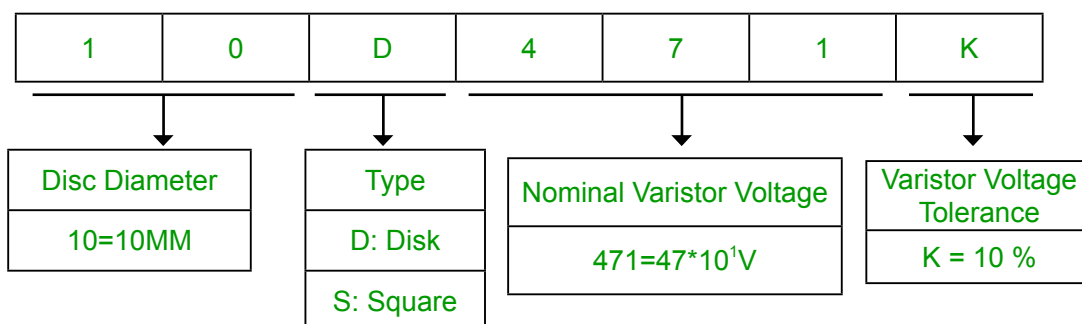 1 0 D 4 7 1 K
Disc Diameter
10=10MM
Type
D: Disk
S: Square
Nominal Varistor Voltage
471=47*10¹V
Varistor Voltage
Tolerance
K = 10 %